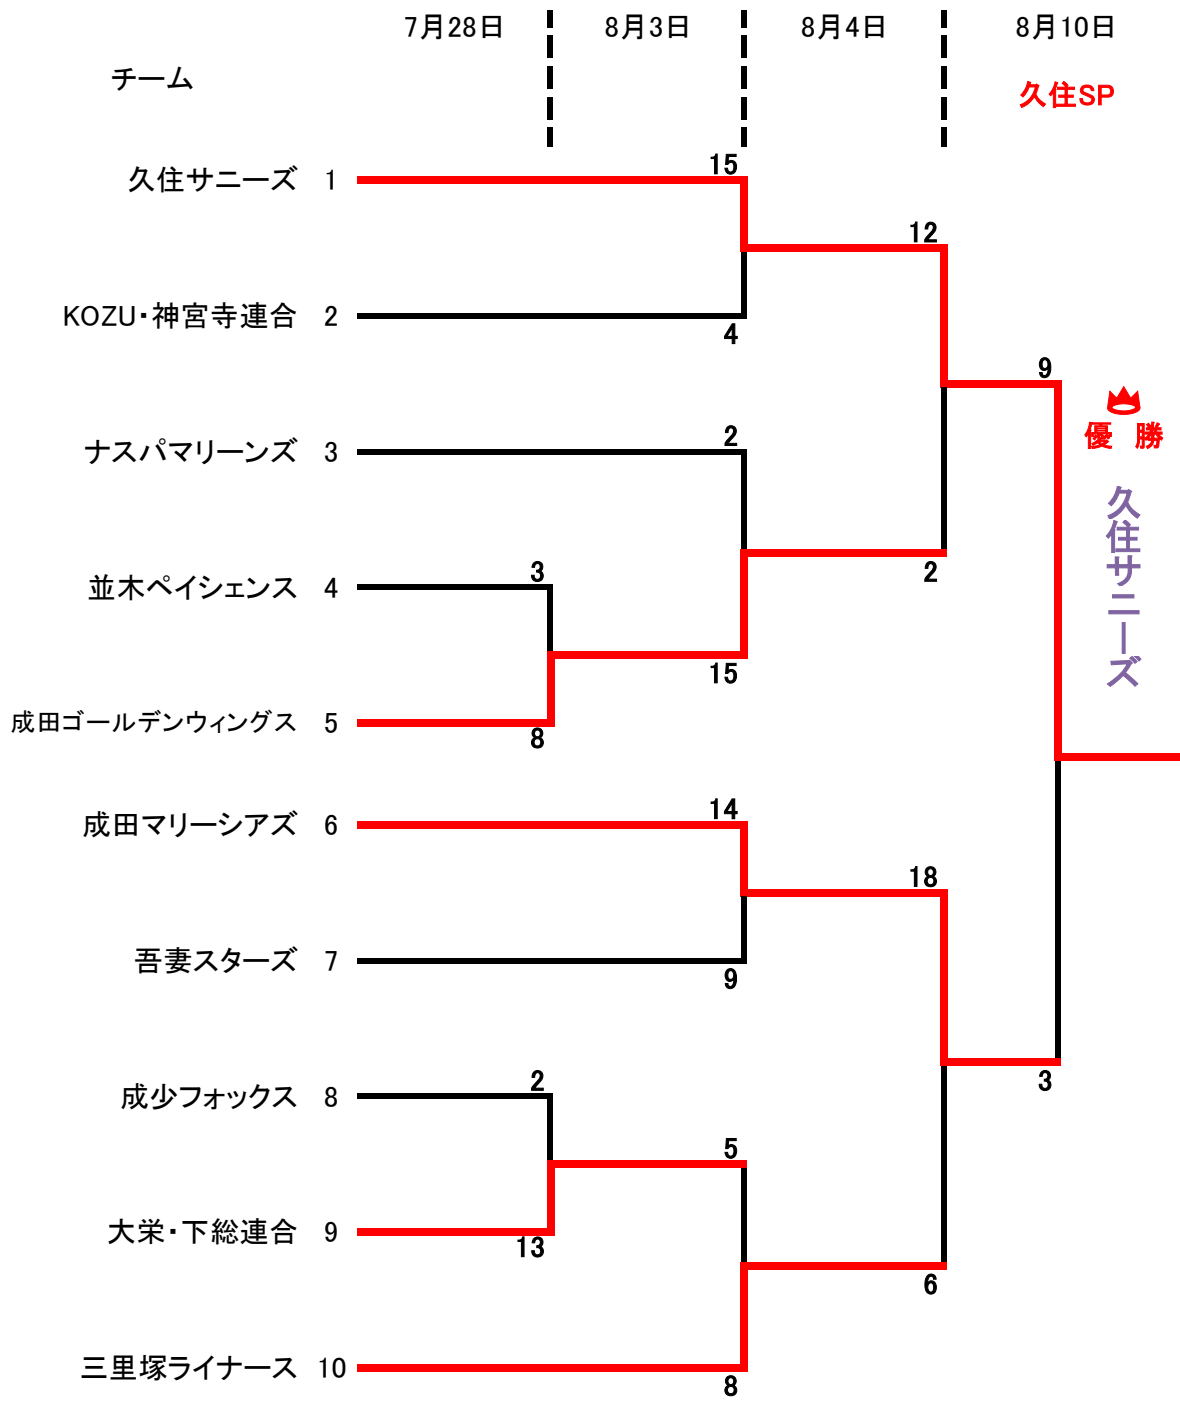 7月28日 8月3日 8月4日 8月10日
チーム
久住SP
15
久住サニーズ 1
12
KOZU・神宮寺連合 2
4
9
優 勝
2
ナスパマリーンズ 3
久住サニーズ
3
2
並木ペイシェンス 4
15
成田ゴールデンウィングス 5
8
14
成田マリーシアズ 6
18
吾妻スターズ 7
9
2
3
成少フォックス 8
5
大栄・下総連合 9
13
6
三里塚ライナース 10
8